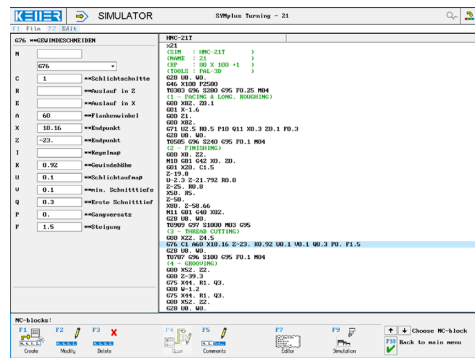 KELLER SIMULATOR SYMplus Turning - 21
F1 File F2 Edit
G76 **GEWINDESCHNEIDEN
N
G76
C 1 **Schlichtschnitte
R **Auslauf in Z
E **Auslauf in X
A 60 **Flankenwinkel
X 18.16 **Endpunkt
Z -23. **Endpunkt
I **Kegelmaß
K 0.92 **Gewindehöhe
U 0.1 **Schlichtaufmaß
V 0.1 **min. Schnitttiefe
Q 0.3 **Erste Schnittief
P 0. **Gangversatz
F 1.5 **Steigung
HNC-21T
%21
(SIM : HNC-21T )
(NAME : 21 )
(RP : 80 X 100 +1 )
(TOOLS : PAL-3D )
G28 U0. W0.
G46 X100 P2500
T0303 G96 S200 G95 F0.25 M04
(1 - FACING A LONG. ROUGHING)
G00 X82. Z0.1
G01 X-1.6
G00 Z1.
G00 X82.
G71 U2.5 R0.5 P10 Q11 X0.3 Z0.1 F0.3
G28 U0. W0.
T0505 G96 S240 G95 F0.1 M04
(2 - FINISHING)
G00 X0. Z2.
N10 G01 G42 X0. Z0.
G01 X20. C1.5
Z-19.8
U-2.3 Z-21.792 R0.8
Z-25. R0.8
X50. R5.
Z-50.
X80. Z-58.66
N11 G01 G40 X82.
G28 U0. W0.
T0909 G97 S1000 M03 G95
(3 - THREAD CUTTING)
G00 X22. Z4.5
G76 C1 A60 X18.16 Z-23. K0.92 U0.1 V0.1 Q0.3 P0. F1.5
G28 U0. W0.
T0707 G96 S100 G95 F0.1 M04
(4 - GROOVING)
G00 X52. Z2.
G00 Z-39.3
G75 X44. R1. Q3.
G00 W-1.2
G75 X44. R1. Q3.
G00 X52. Z2.
G28 U0. W0.
NC-blocks:
F1 F2 F3 F4 F5 F7 F9 Choose NC-block
F10 Back to main menu
Create Modify Delete Comments Editor Simulation